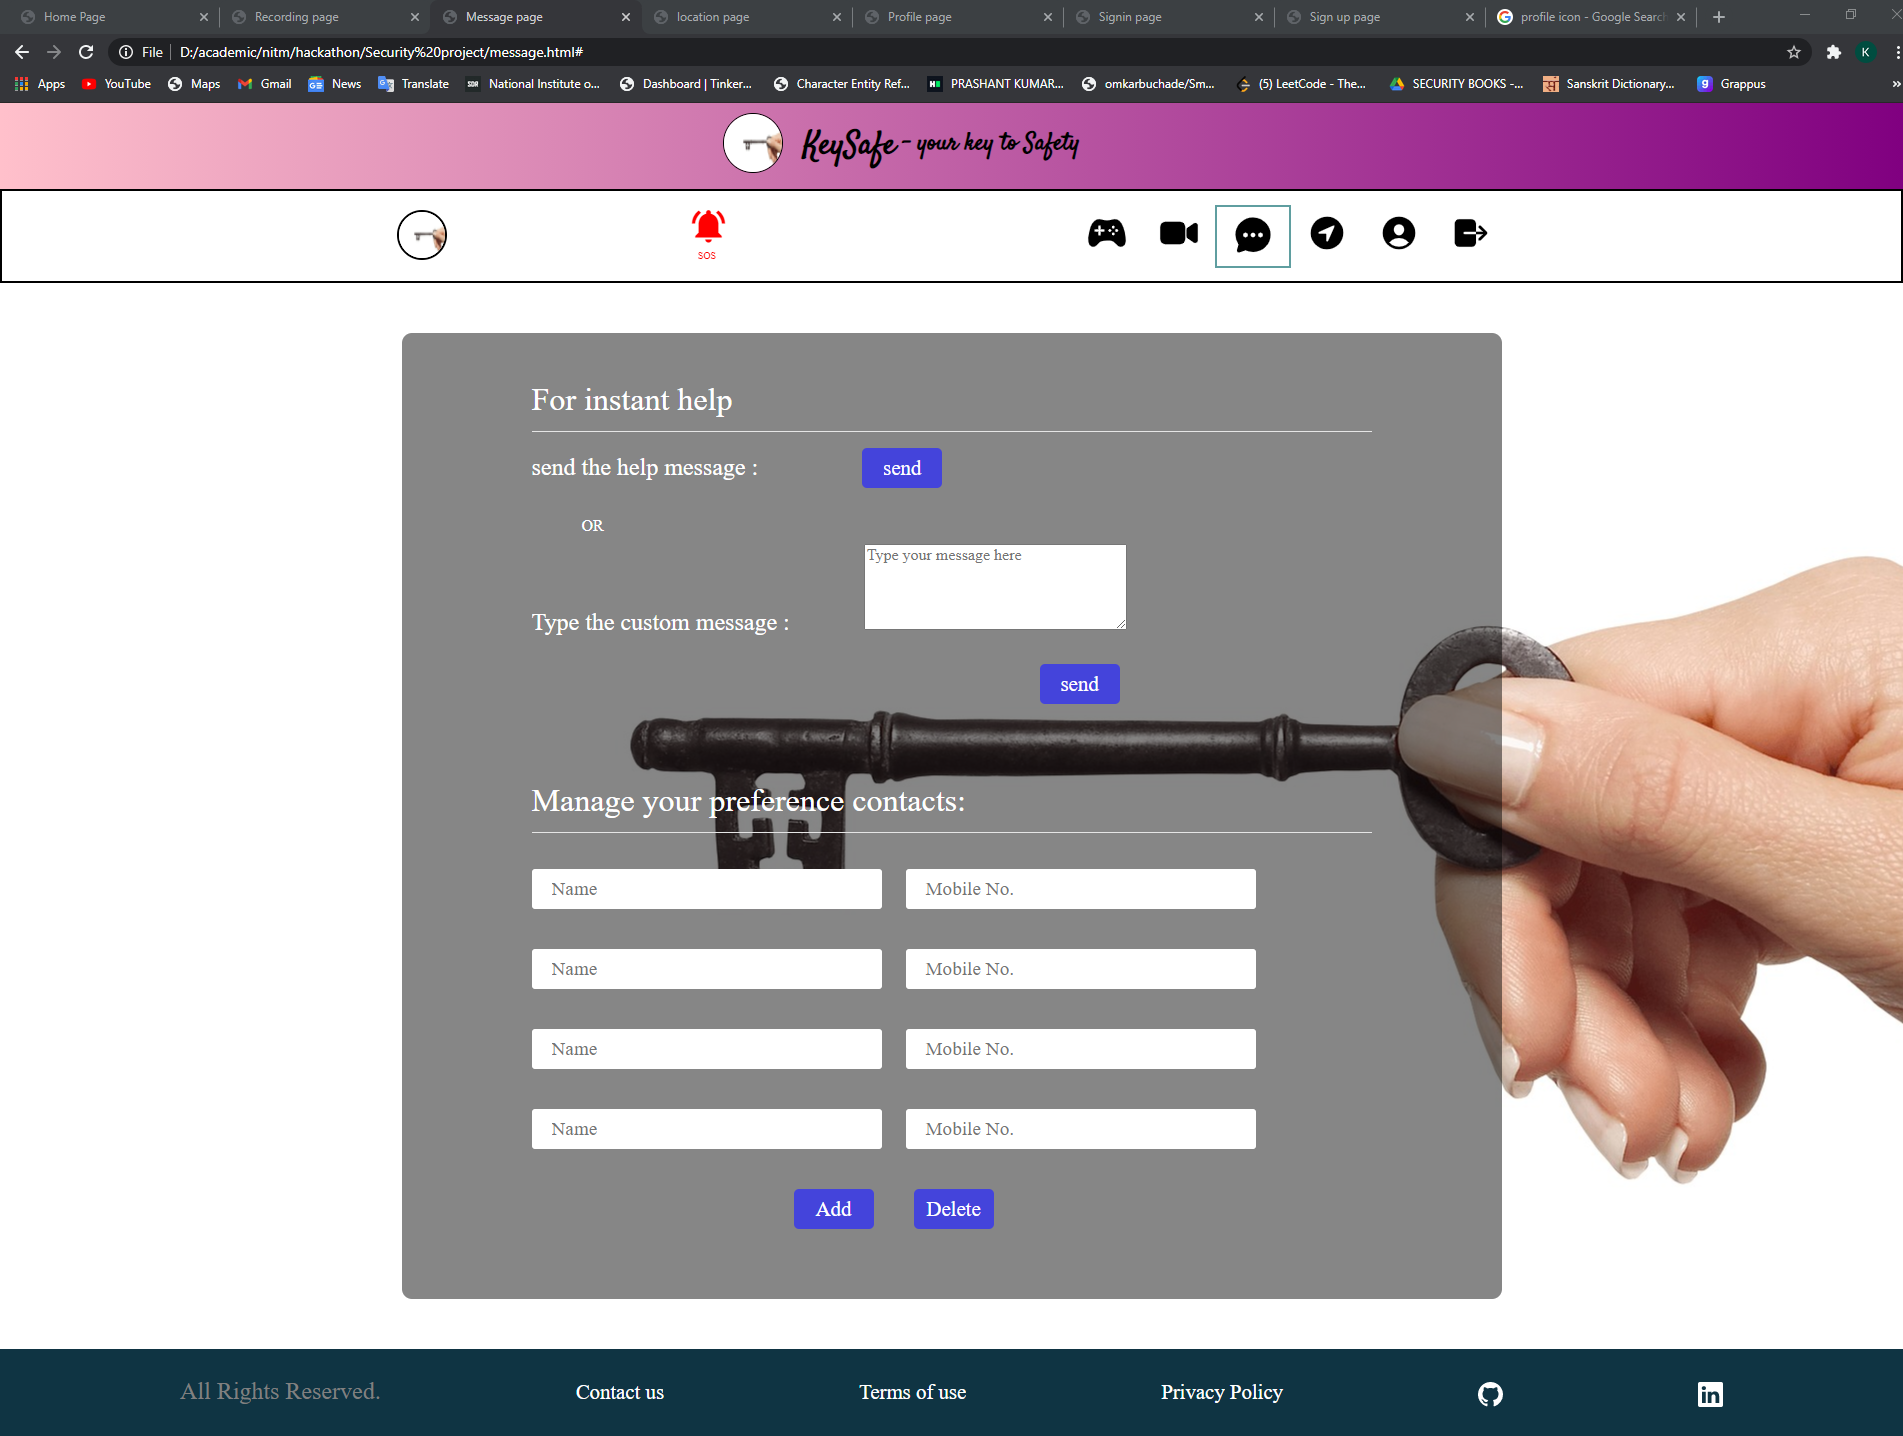 Home Page
Recording page
Message page
location page
Profile page
Signin page
Sign up page
profile icon - Google Search
File
D:/academic/nitm/hackathon/Security%20project/message.html#
K
Apps
YouTube
Maps
Gmail
News
Translate
National Institute o...
Dashboard | Tinker...
Character Entity Ref...
PRASHANT KUMAR...
omkarbuchade/Sm...
(5) LeetCode - The...
SECURITY BOOKS -...
Sanskrit Dictionary...
Grappus
»
KeySafe - your key to Safety
SOS
For instant help
send the help message :
send
OR
Type your message here
Type the custom message :
send
Manage your preference contacts:
Name
Mobile No.
Name
Mobile No.
Name
Mobile No.
Name
Mobile No.
Add
Delete
All Rights Reserved.
Contact us
Terms of use
Privacy Policy
in